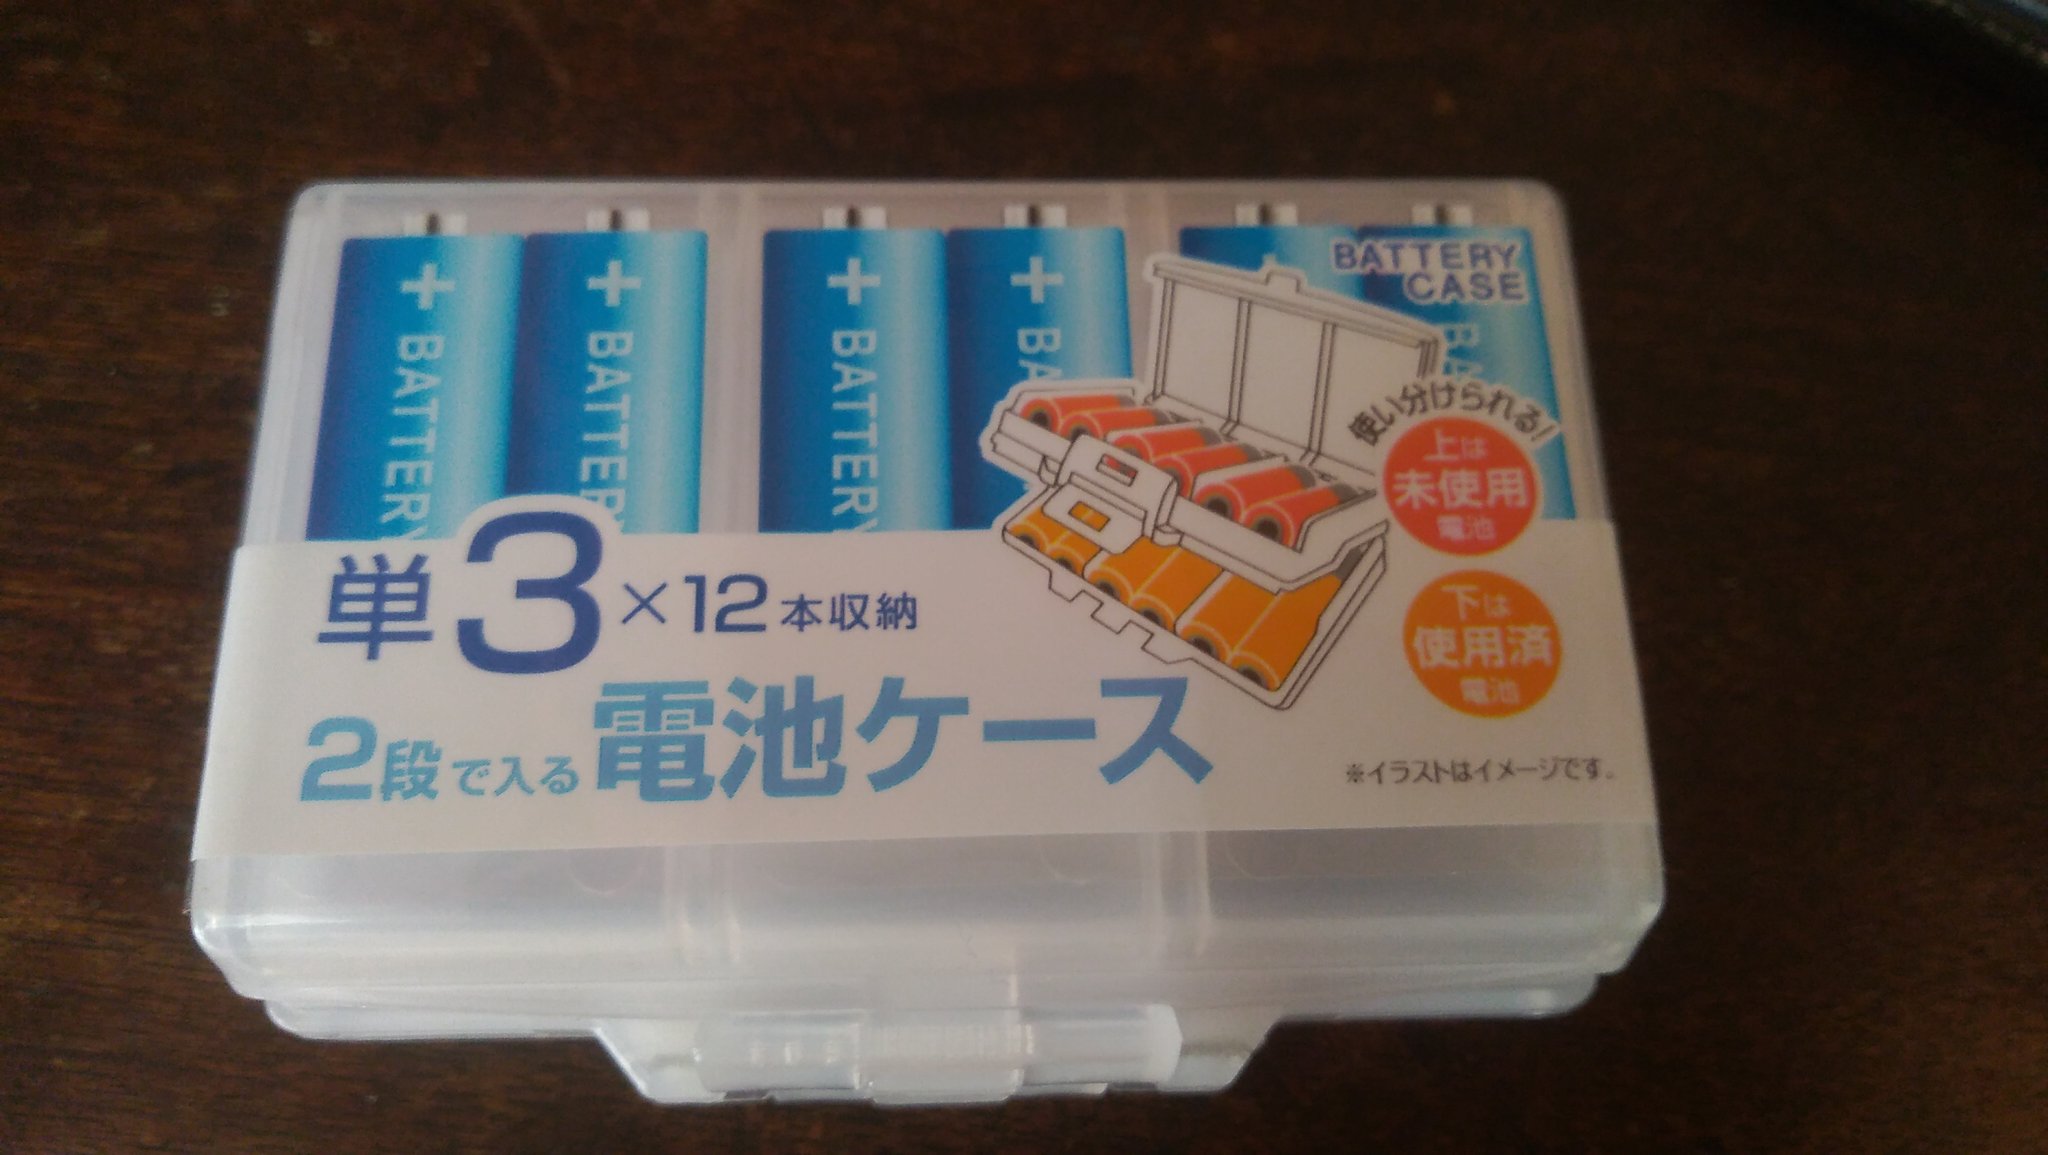 + BATTERY
+ BATTERY
+ BATTERY
+ BA
BA
BATTERY
CASE
使い分けられる!
上は
未使用
電池
下は
使用済
電池
単3×12本収納
2段で入る電池ケース
※イラストはイメージです。